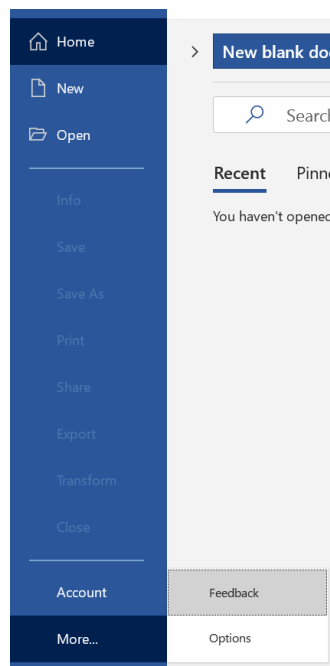 Home
New
Open
Info
Save
Save As
Print
Share
Export
Transform
Close
Account
More...
New blank do
Search
Recent Pinn
You haven't opened
Feedback
Options